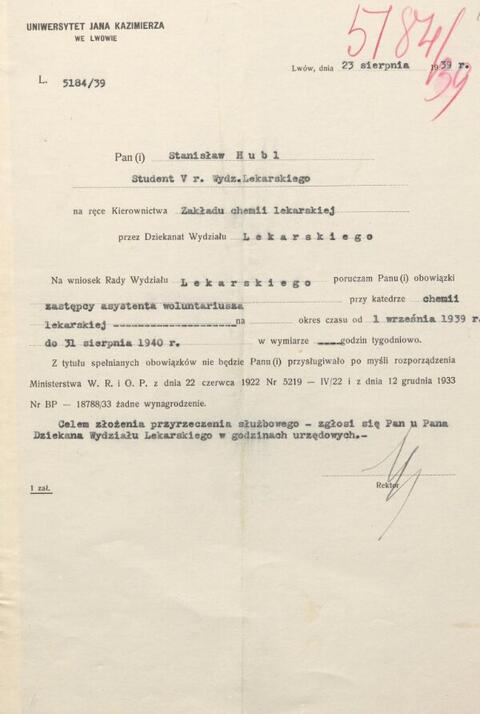 UNIWERSYTET JANA KAZIMIERZA
WE LWOWIE
5184/39
Lwów, dnia 23 sierpnia 1939 r.
L. 5184/39
Pan(i) Stanisław Hubl
Student V r. Wydz.Lekarskiego
na ręce Kierownictwa Zakładu chemii lekarskiej
przez Dziekanat Wydziału Lekarskiego
Na wniosek Rady Wydziału Lekarskiego poruczam Panu(i) obowiązki
zastępcy asystenta woluntariusza przy katedrze chemii
lekarskiej ---------------- na okres czasu od 1 września 1939 r.
do 31 sierpnia 1940 r. w wymiarze ----- godzin tygodniowo.
Z tytułu spełnianych obowiązków nie będzie Panu(i) przysługiwało po myśli rozporządzenia
Ministerstwa W. R. i O. P. z dnia 22 czerwca 1922 Nr 5219 — IV/22 i z dnia 12 grudnia 1933
Nr BP — 18788/33 żadne wynagrodzenie.
Celem złożenia przyrzeczenia służbowego - zgłosi się Pan u Pana
Dziekana Wydziału Lekarskiego w godzinach urzędowych.-
1 zał.
Rektor